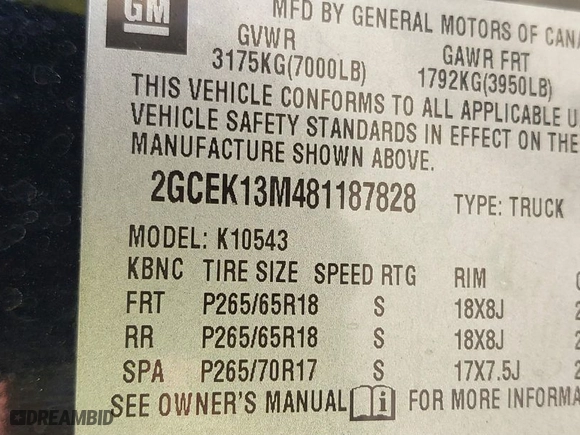 GM
MFD BY GENERAL MOTORS OF
GVWR GAWR FRT
3175KG(7000LB) 1792KG(3950LB)
THIS VEHICLE CONFORMS TO ALL APPLICABLE
VEHICLE SAFETY STANDARDS IN EFFECT ON THE
MANUFACTURE SHOWN ABOVE.
2GCEK13M481187828 TYPE: TRUCK
MODEL: K10543
KBNC TIRE SIZE SPEED RTG RIM
FRT P265/65R18 S 18X8J
RR P265/65R18 S 18X8J
SPA P265/70R17 S 17X7.5J
SEE OWNER'S MANUAL i FOR MORE
DREAMBID